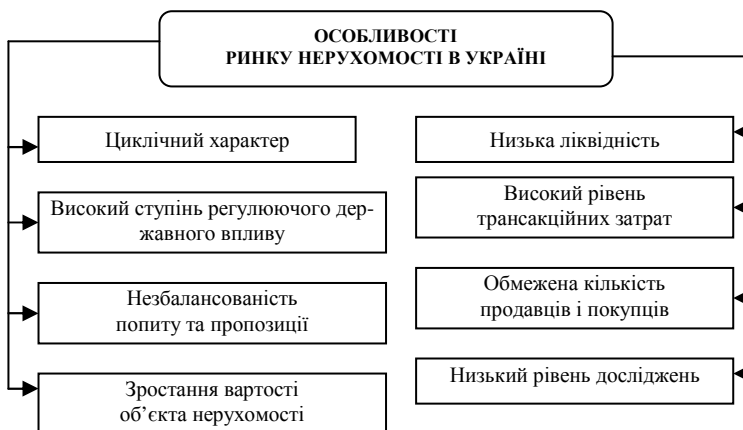 ОСОБЛИВОСТІ
РИНКУ НЕРУХОМОСТІ В УКРАЇНІ
Циклічний характер
Високий ступінь регулюючого дер-
жавного впливу
Незбалансованість
попиту та пропозиції
Зростання вартості
об’єкта нерухомості
Низька ліквідність
Високий рівень
трансакційних затрат
Обмежена кількість
продавців і покупців
Низький рівень досліджень